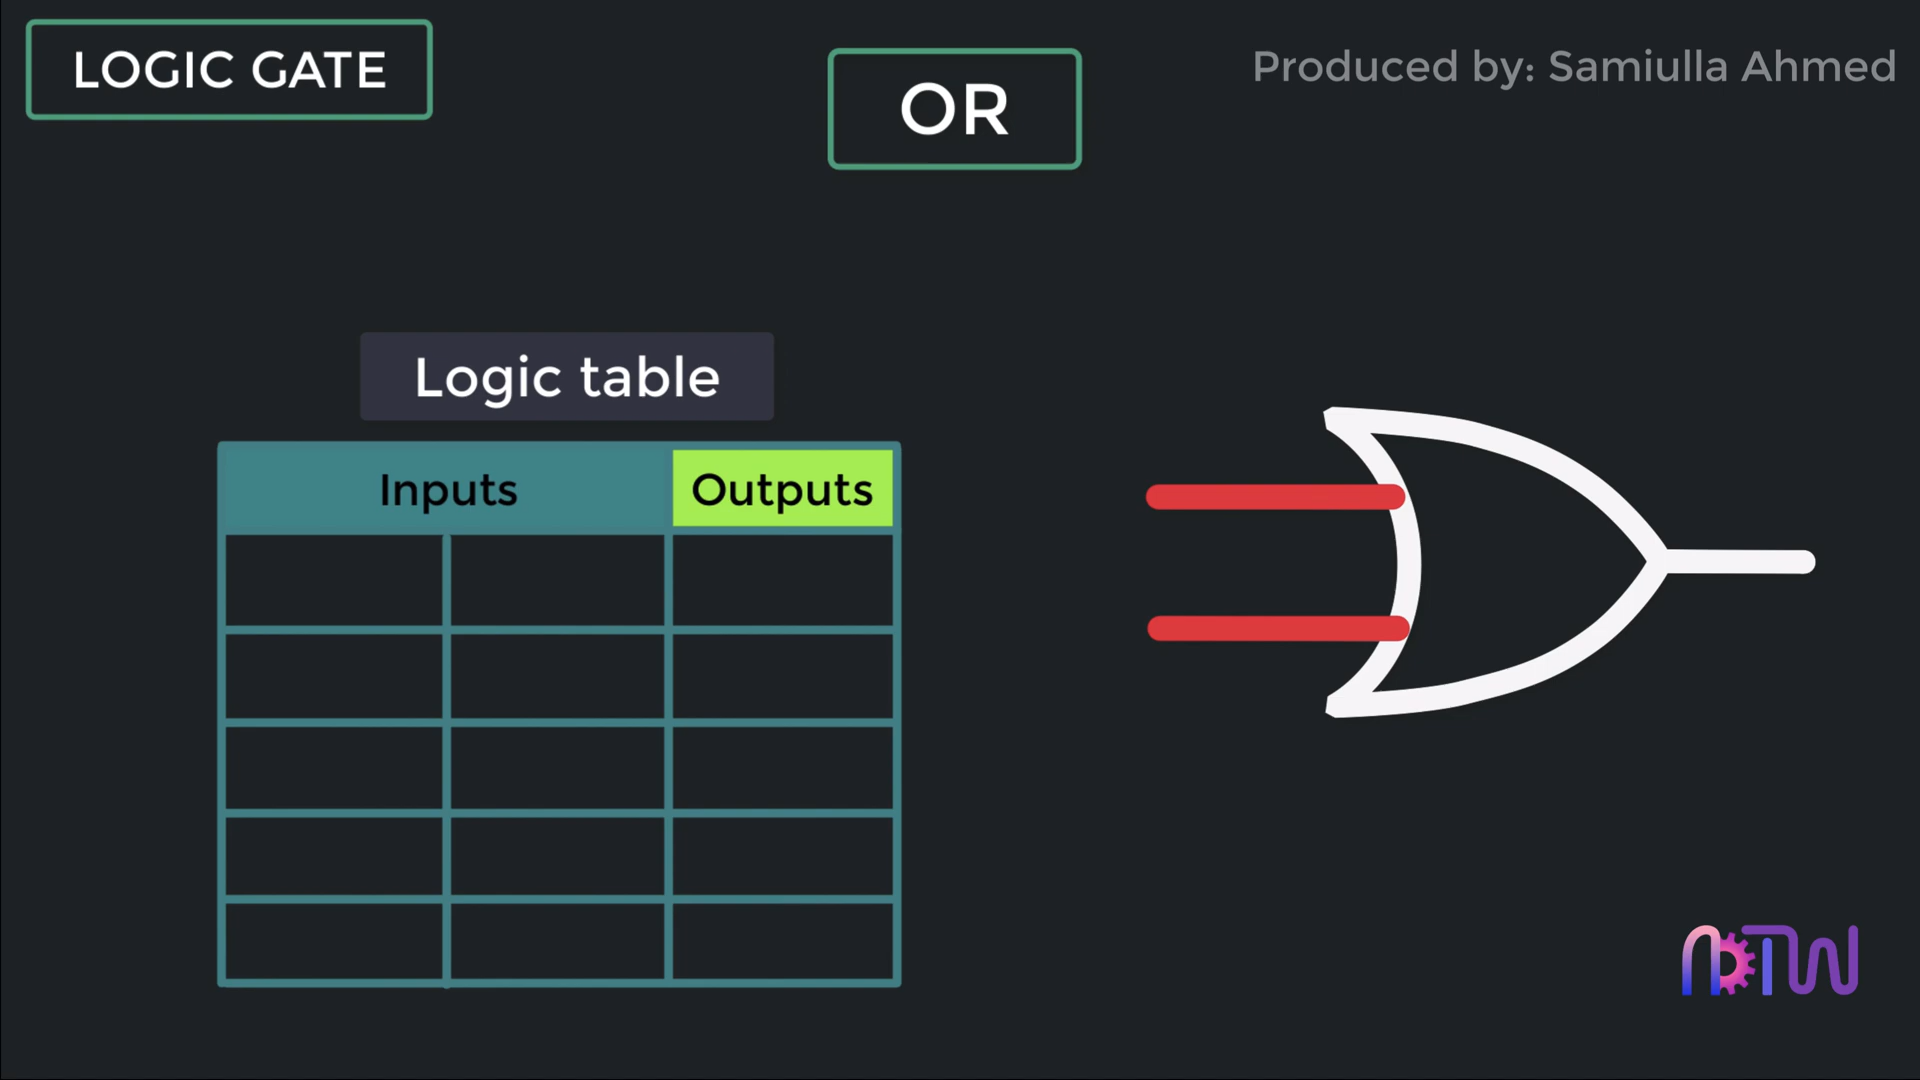 LOGIC GATE
OR
Produced by: Samiulla Ahmed
Logic table
Inputs
Outputs